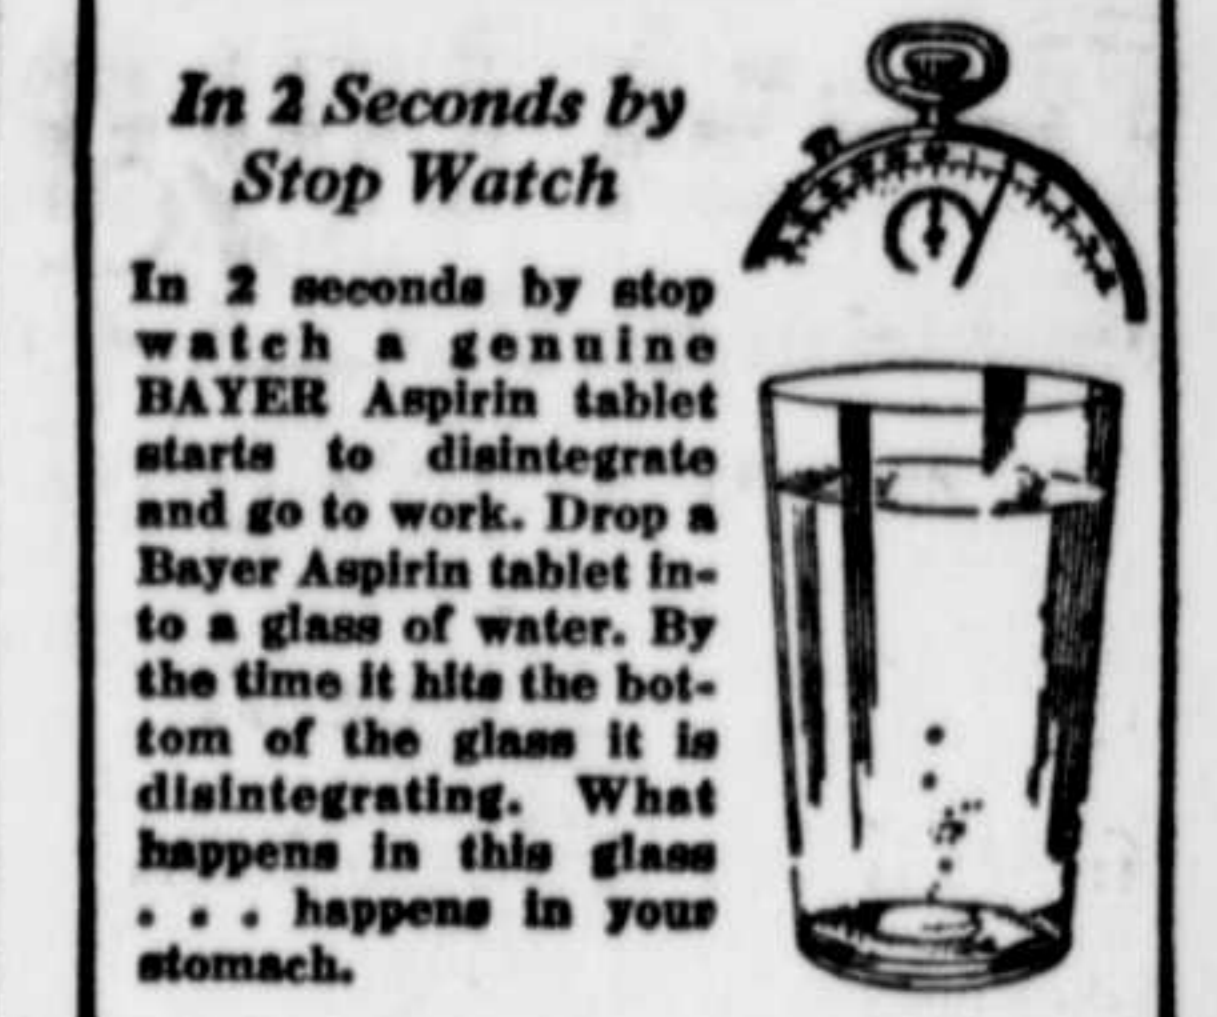 In 2 Seconds by
Stop Watch
In 2 seconds by stop
watch a genuine
BAYER Aspirin tablet
starts to disintegrate
and go to work. Drop a
Bayer Aspirin tablet in-
to a glass of water. By
the time it hits the bot-
tom of the glass it is
disintegrating. What
happens in this glass
. . . happens in your
stomach.